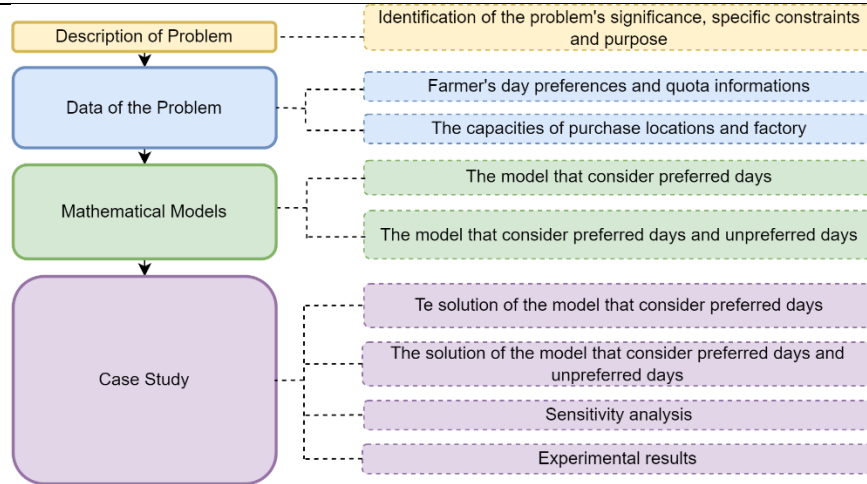 Description of Problem
Identification of the problem's significance, specific constraints
and purpose
Data of the Problem
Farmer's day preferences and quota informations
The capacities of purchase locations and factory
Mathematical Models
The model that consider preferred days
The model that consider preferred days and unpreferred days
Case Study
Te solution of the model that consider preferred days
The solution of the model that consider preferred days and
unpreferred days
Sensitivity analysis
Experimental results